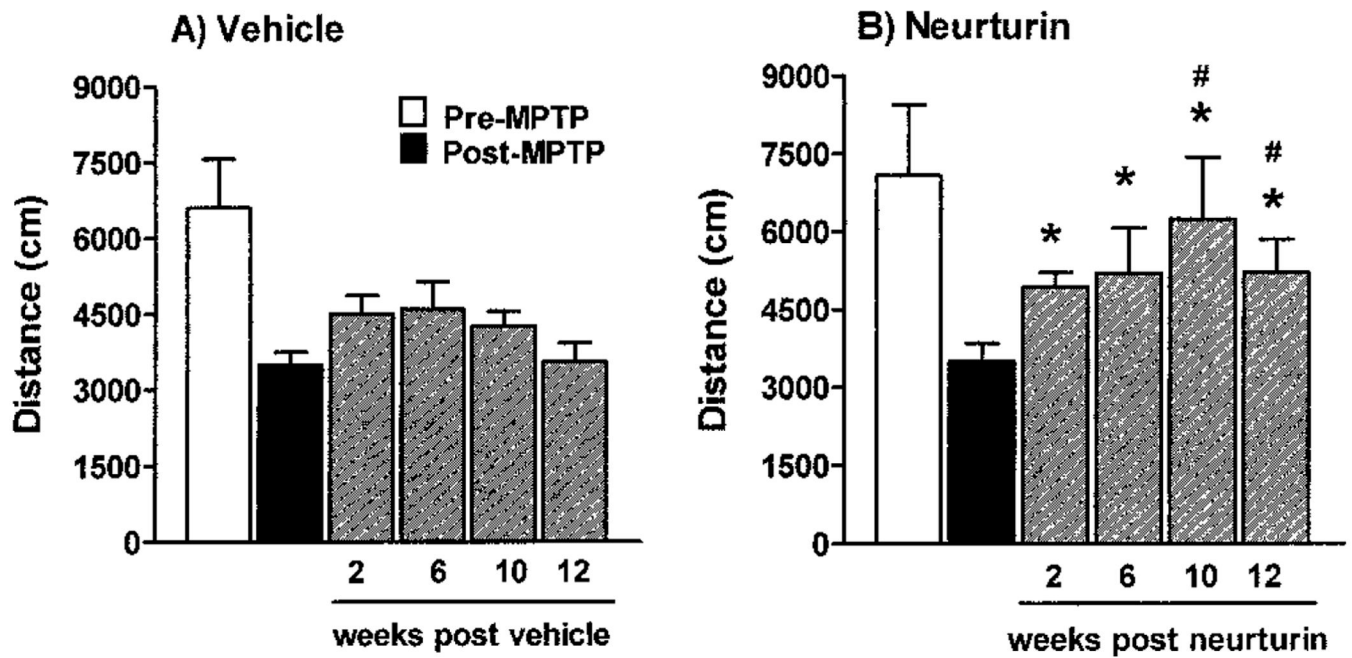 A) Vehicle
Distance (cm)
9000
7500
6000
4500
3000
1500
0
Pre-MPTP
Post-MPTP
2 6 10 12
weeks post vehicle
B) Neurturin
Distance (cm)
9000
7500
6000
4500
3000
1500
0
*
*
#
*
#
*
2 6 10 12
weeks post neurturin